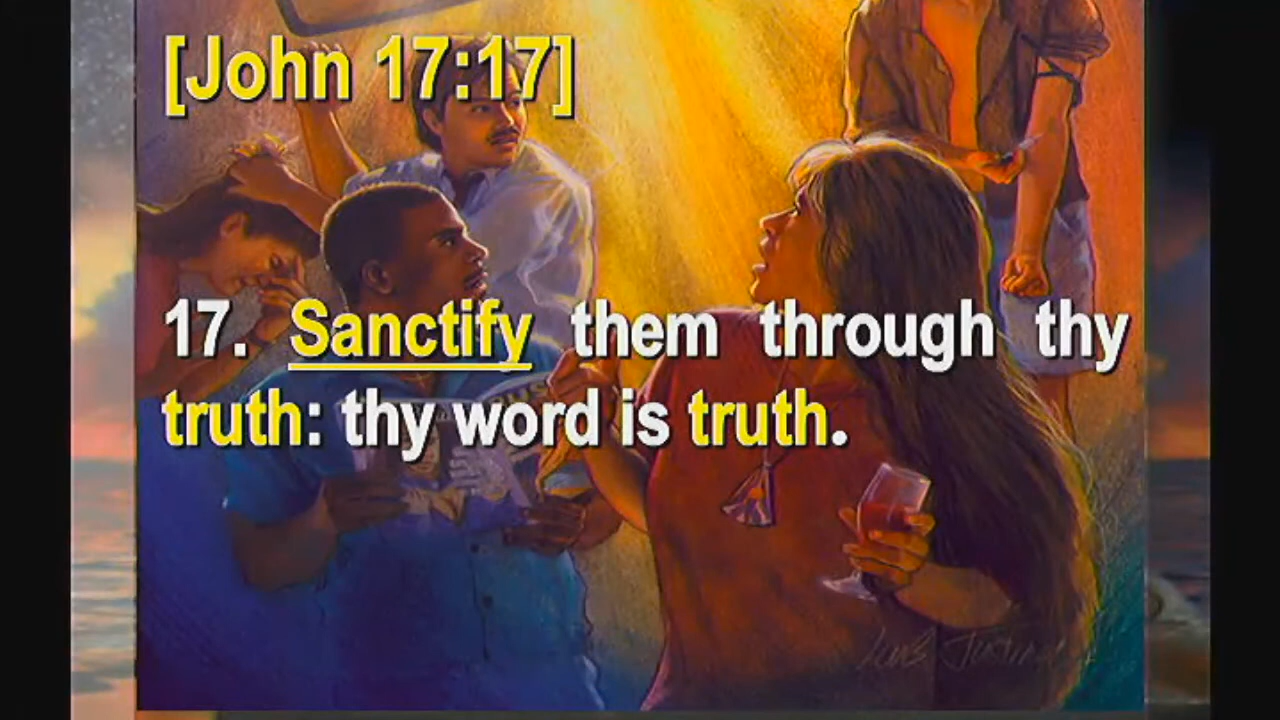 [John 17:17]
17. Sanctify them through thy
truth: thy word is truth.